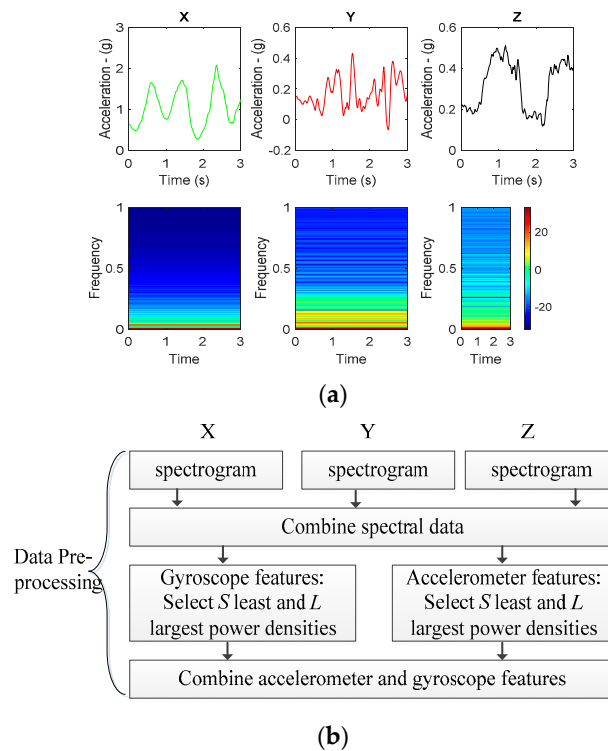 X Y Z
Acceleration - (g)
3
2
1
0
0 1 2 3
Time (s)
Acceleration - (g)
0.6
0.4
0.2
0
-0.2
0 1 2 3
Time (s)
Acceleration - (g)
0.6
0.4
0.2
0
0 1 2 3
Time (s)
Frequency
1
0.5
0
0 1 2 3
Time
Frequency
1
0.5
0
0 1 2 3
Time
Frequency
1
0.5
0
0 1 2 3
Time
20
0
-20
(a)
X Y Z
spectrogram spectrogram spectrogram
Combine spectral data
Data Pre-
processing
Gyroscope features:
Select S least and L
largest power densities
Accelerometer features:
Select S least and L
largest power densities
Combine accelerometer and gyroscope features
(b)